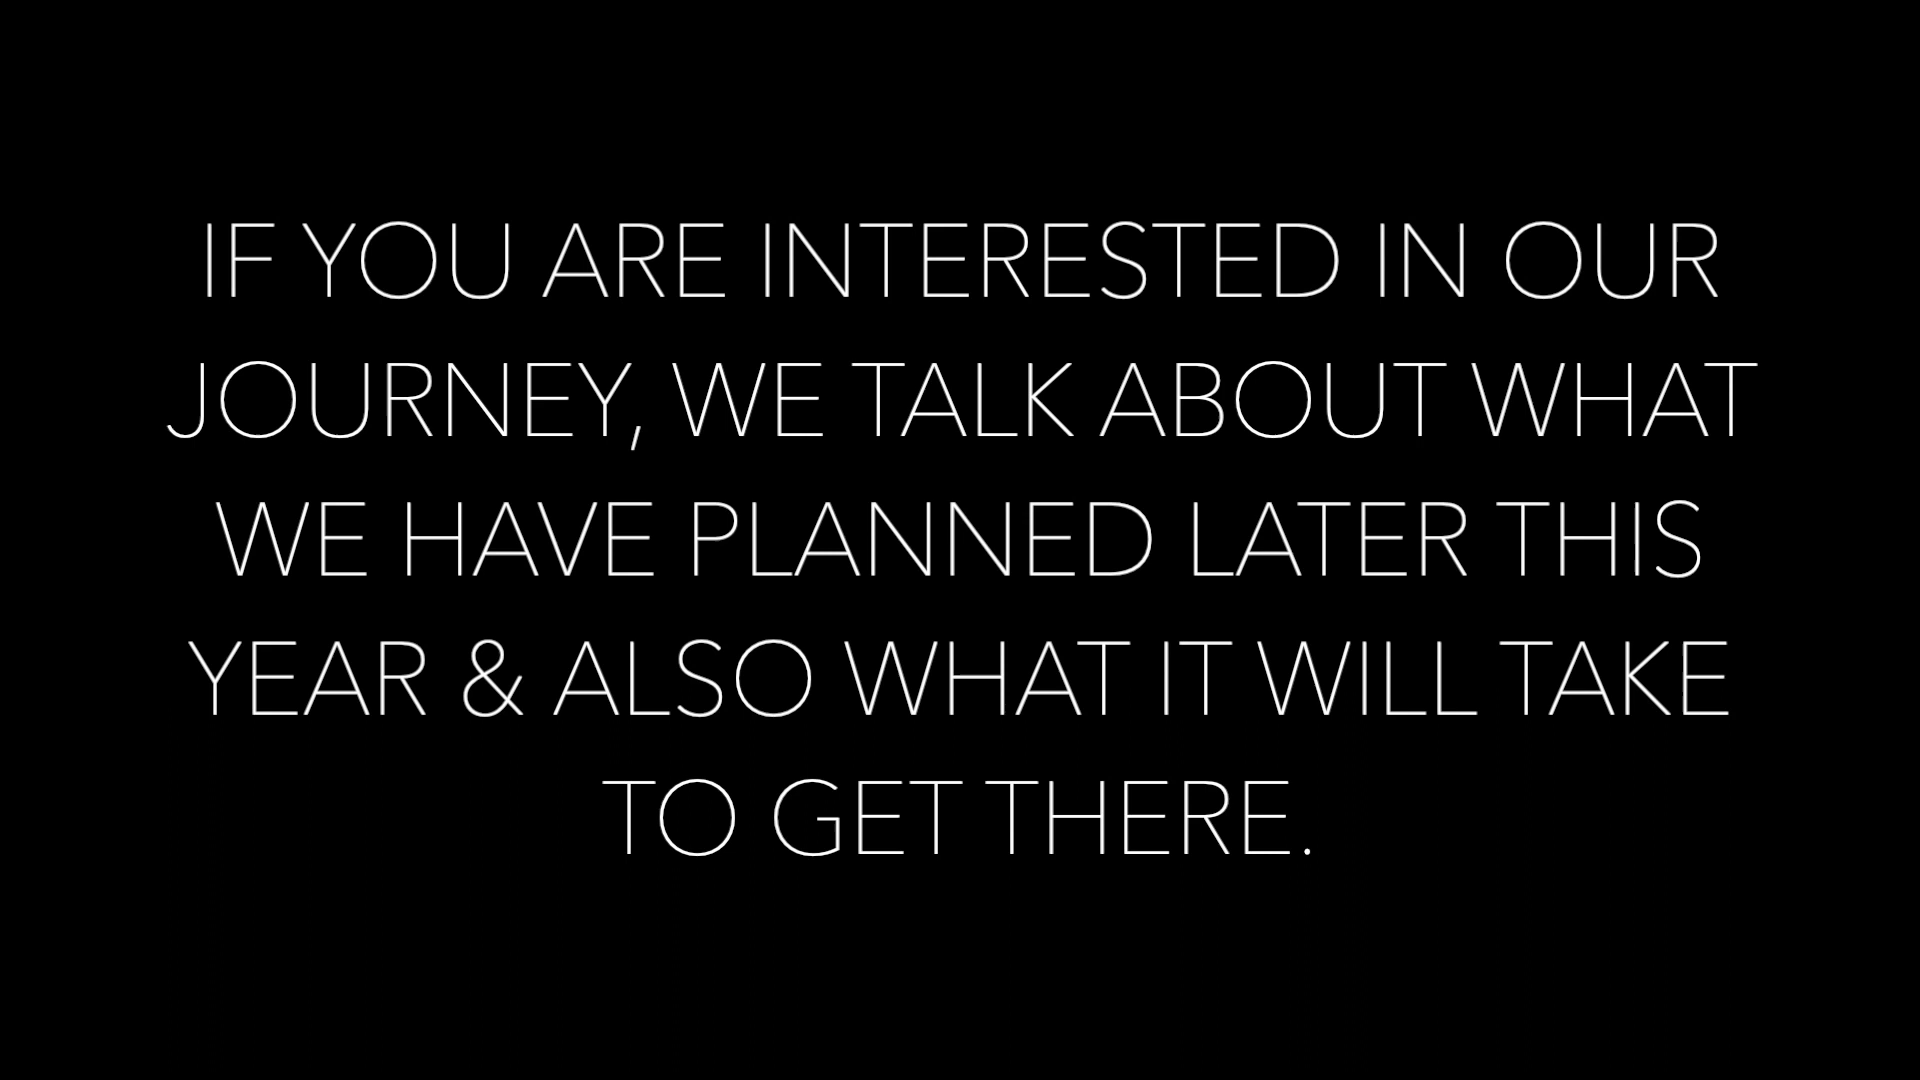 IF YOU ARE INTERESTED IN OUR
JOURNEY, WE TALK ABOUT WHAT
WE HAVE PLANNED LATER THIS
YEAR & ALSO WHAT IT WILL TAKE
TO GET THERE.